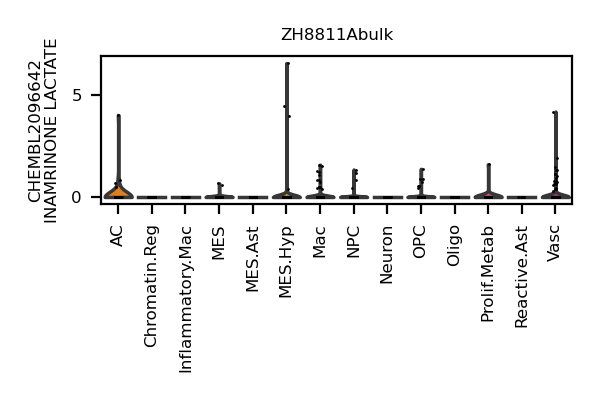 ZH8811Abulk
CHEMBL2096642
INAMRINONE LACTATE
5
0
AC
Chromatin.Reg
Inflammatory.Mac
MES
MES.Ast
MES.Hyp
Mac
NPC
Neuron
OPC
Oligo
Prolif.Metab
Reactive.Ast
Vasc